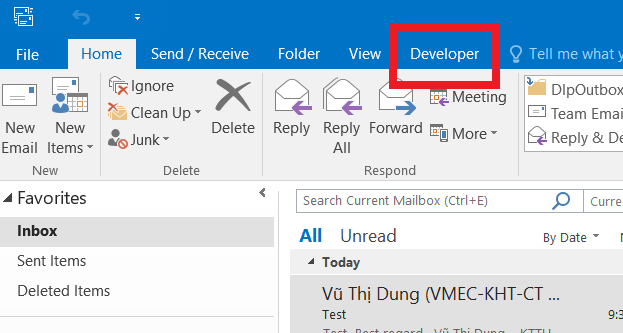 File Home Send / Receive Folder View Developer Tell me what
New Email
New Items
Ignore
Clean Up
Junk
Delete
Reply
Reply All
Forward
Meeting
More
DlpOutbox
Team Emai
Reply & De
New Delete Respond
Favorites
Inbox
Sent Items
Deleted Items
Search Current Mailbox (Ctrl+E) Curre
All Unread By Date
Today
Vũ Thị Dung (VMEC-KHT-CT ...
Test 9:3
Test Best regard - Vũ Thị Dung - KTTH